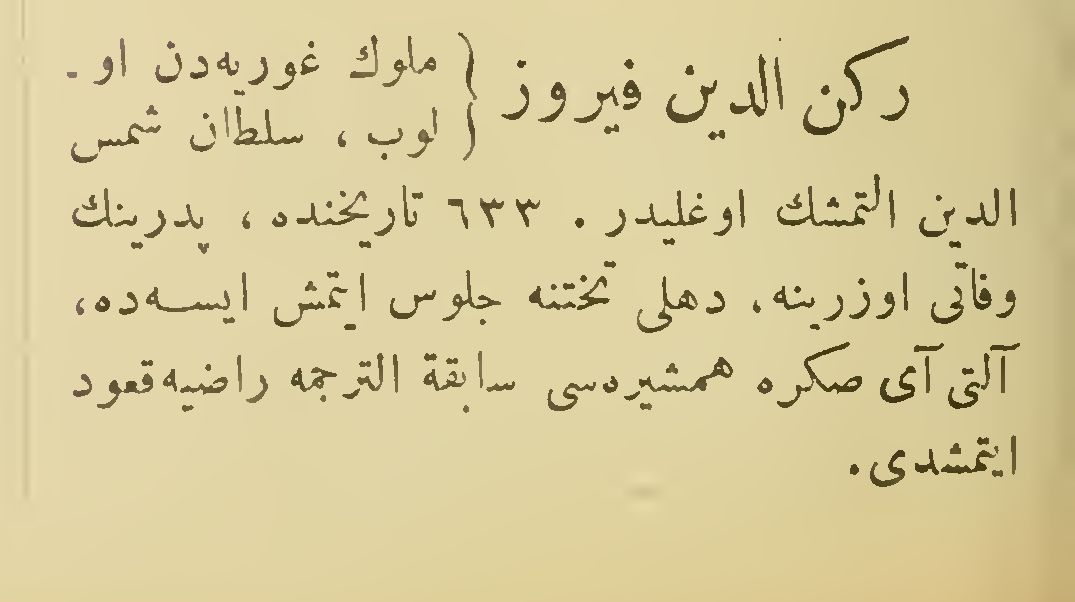 ركن الدين فيروز { ملوك غوريه‌دن او-
لوب ، سلطان شمس
الدين التمشك اوغليدر . ٦٣٣ تاريخنده ، پدرينك
وفاتى اوزرينه ، دهلى تختنه جلوس ايتمش ايسه‌ده،
آلتى آى صكره همشيره‌سى سابقة الترجمه راضيه قعود
ايتمشدى.